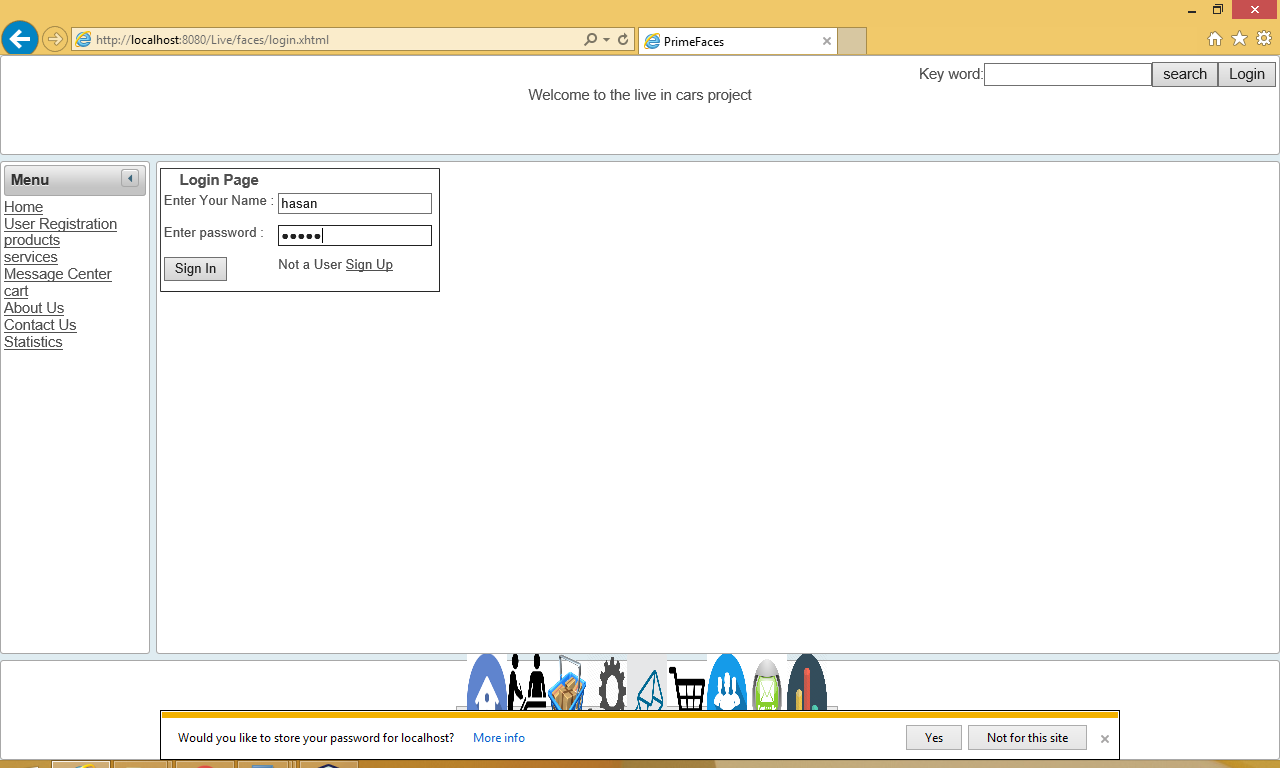 http://localhost:8080/Live/faces/login.xhtml
PrimeFaces
Key word:
search
Login
Welcome to the live in cars project
Menu
Home
User Registration
products
services
Message Center
cart
About Us
Contact Us
Statistics
Login Page
Enter Your Name : hasan
Enter password : ●●●●●
Sign In
Not a User Sign Up
Would you like to store your password for localhost? More info
Yes
Not for this site